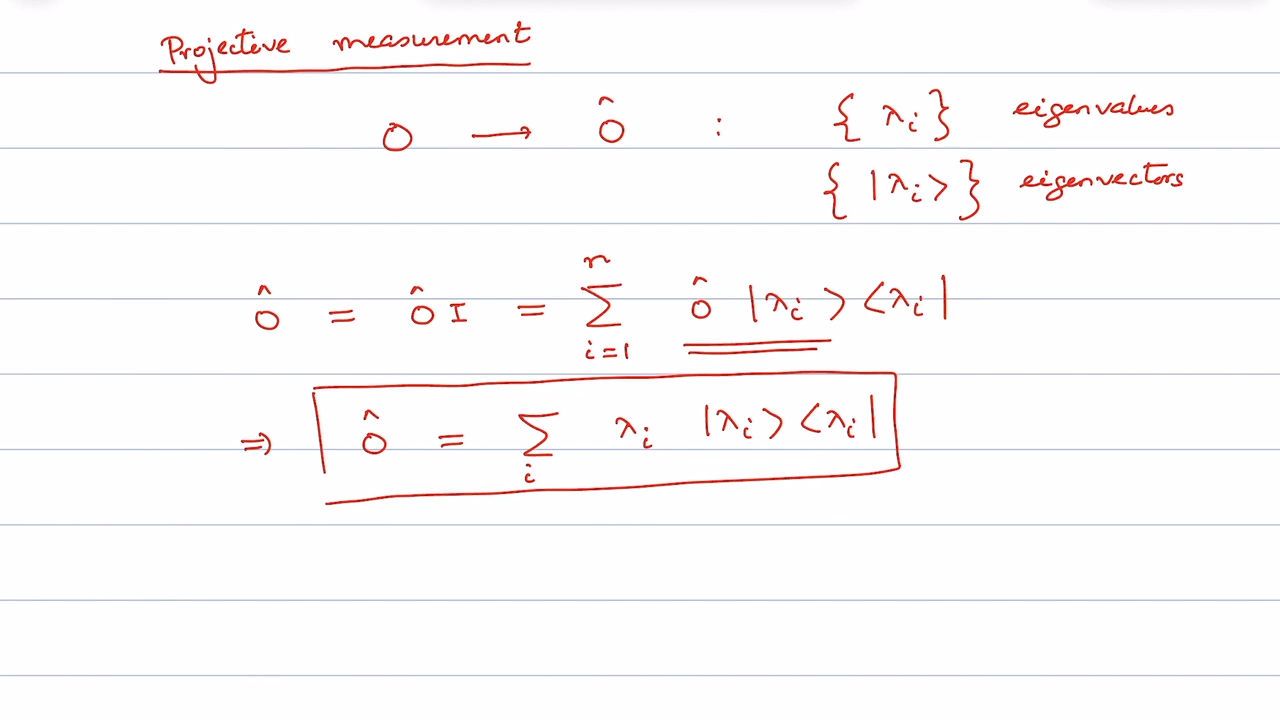 Projective measurement
O → Ô : { λᵢ } eigenvalues
{ |λᵢ> } eigenvectors
Ô = Ô I = ∑ᵢ₌₁ⁿ Ô |λᵢ> <λᵢ|
⇒ Ô = ∑ᵢ λᵢ |λᵢ> <λᵢ|